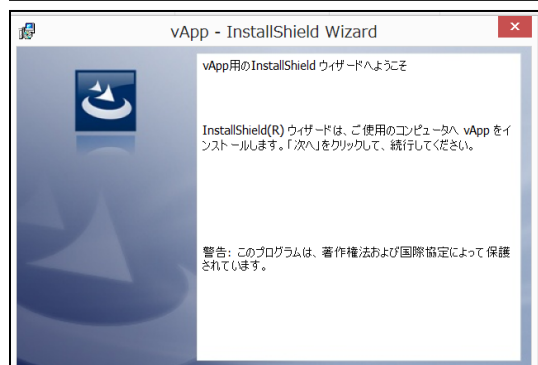 vApp - InstallShield Wizard
vApp用のInstallShield ウィザードへようこそ
InstallShield(R) ウィザードは、ご使用のコンピュータへ vApp をイ
ンストールします。「次へ」をクリックして、続行してください。
警告: このプログラムは、著作権法および国際協定によって保護
されています。